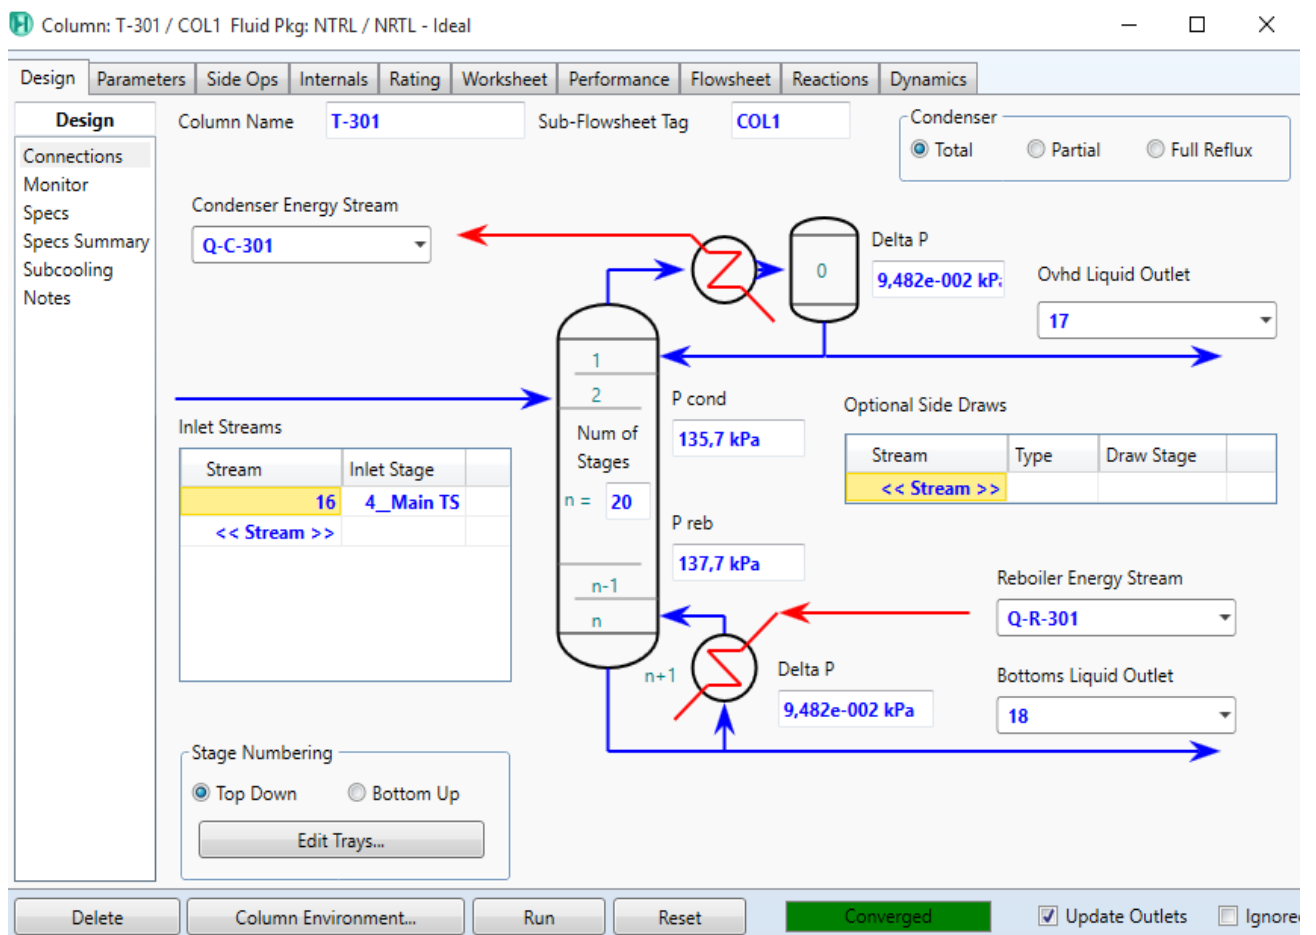 Column: T-301 / COL1 Fluid Pkg: NTRL / NRTL - Ideal
Design Parameters Side Ops Internals Rating Worksheet Performance Flowsheet Reactions Dynamics
Design
Connections
Monitor
Specs
Specs Summary
Subcooling
Notes
Column Name T-301 Sub-Flowsheet Tag COL1
Condenser
Total Partial Full Reflux
Condenser Energy Stream
Q-C-301
0
Delta P
9,482e-002 kPa
Ovhd Liquid Outlet
17
1
2
Num of
Stages
n = 20
n-1
n
n+1
P cond
135,7 kPa
P reb
137,7 kPa
Optional Side Draws
Stream Type Draw Stage
<< Stream >>
Inlet Streams
Stream Inlet Stage
16 4__Main TS
<< Stream >>
Reboiler Energy Stream
Q-R-301
Delta P
9,482e-002 kPa
Bottoms Liquid Outlet
18
Stage Numbering
Top Down Bottom Up
Edit Trays...
Delete Column Environment... Run Reset Converged Update Outlets Ignored